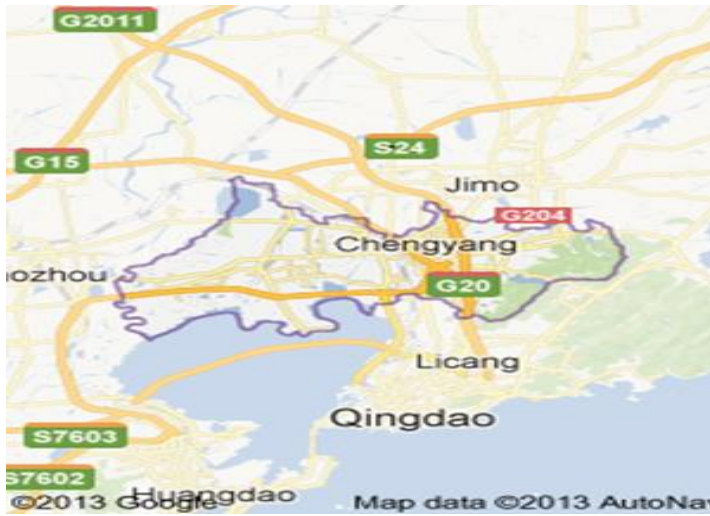 G2011
S24
G15
Jimo
G204
Chengyang
ozhou
G20
Licang
Qingdao
S7603
S7602
Huangdao
©2013 Google
Map data ©2013 AutoNav